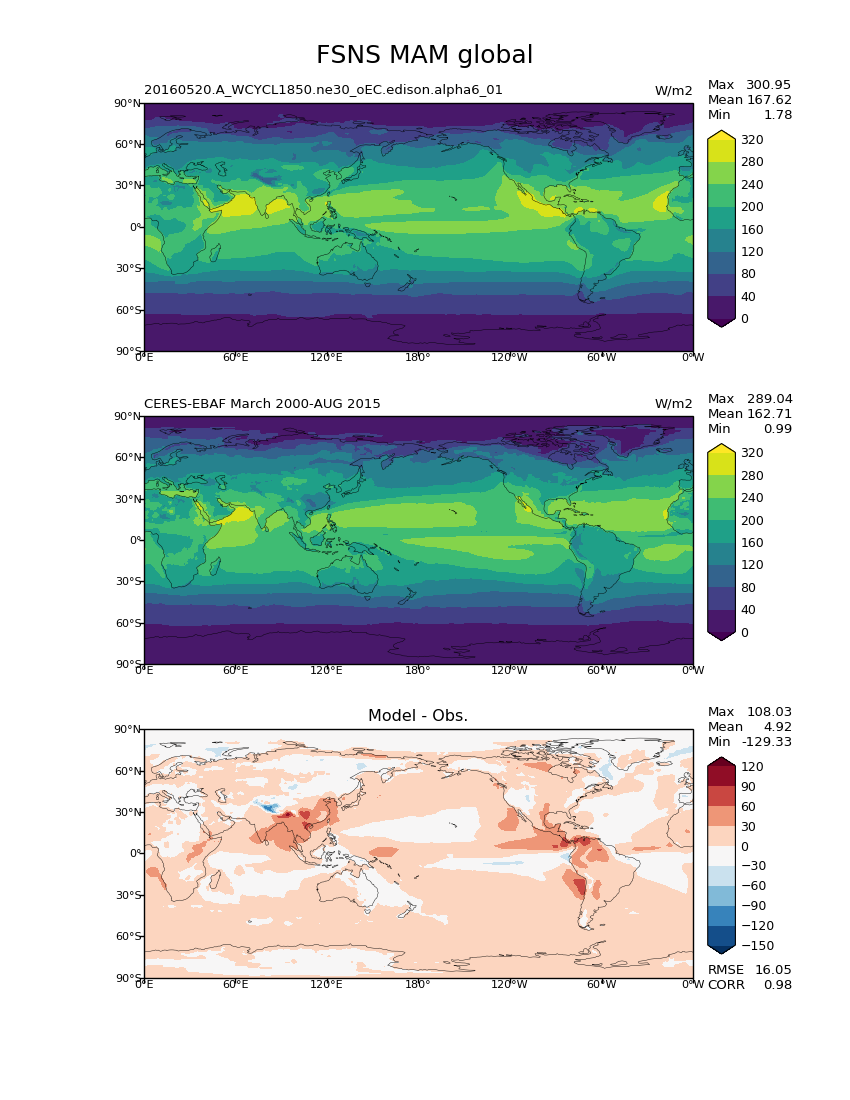 FSNS MAM global
20160520.A_WCYCL1850.ne30_oEC.edison.alpha6_01 W/m2
Max 300.95
Mean 167.62
Min 1.78
90°N
60°N
30°N
0°
30°S
60°S
90°S
0°E 60°E 120°E 180° 120°W 60°W 0°W
320
280
240
200
160
120
80
40
0
CERES-EBAF March 2000-AUG 2015 W/m2
Max 289.04
Mean 162.71
Min 0.99
90°N
60°N
30°N
0°
30°S
60°S
90°S
0°E 60°E 120°E 180° 120°W 60°W 0°W
320
280
240
200
160
120
80
40
0
Model - Obs.
Max 108.03
Mean 4.92
Min -129.33
90°N
60°N
30°N
0°
30°S
60°S
90°S
0°E 60°E 120°E 180° 120°W 60°W 0°W
120
90
60
30
0
−30
−60
−90
−120
−150
RMSE 16.05
CORR 0.98